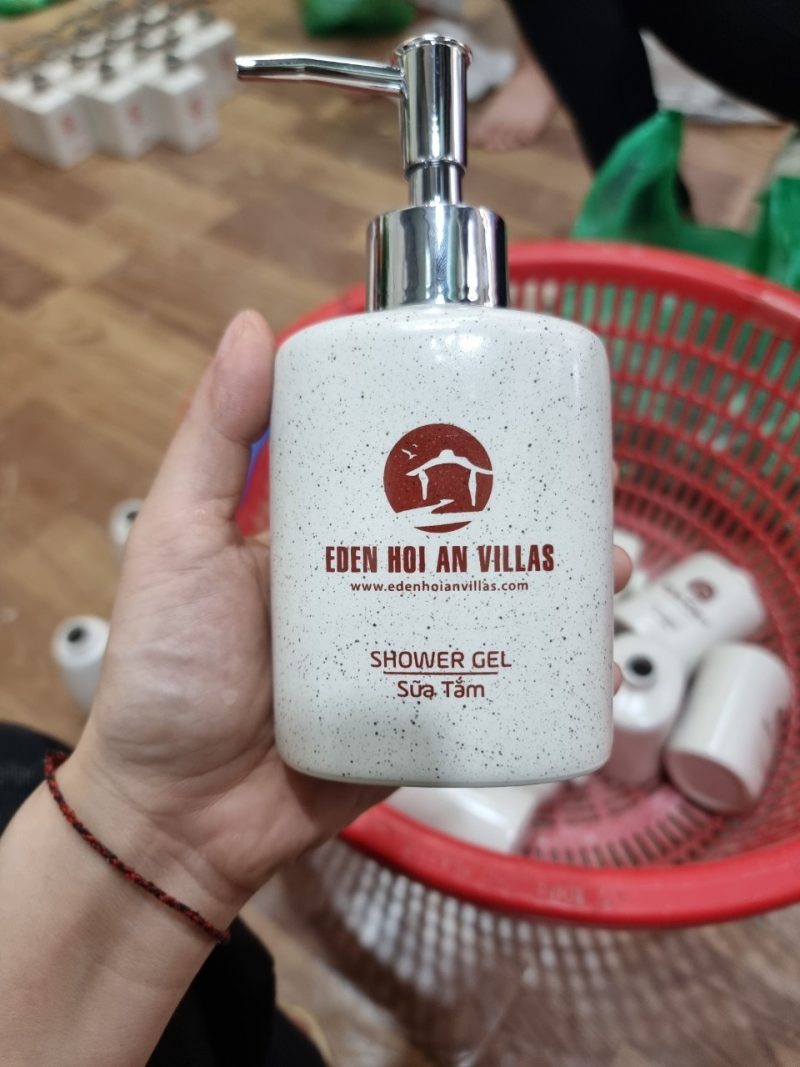 EDEN HOI AN VILLAS
www.edenhoianvillas.com
SHOWER GEL
Sữa Tắm